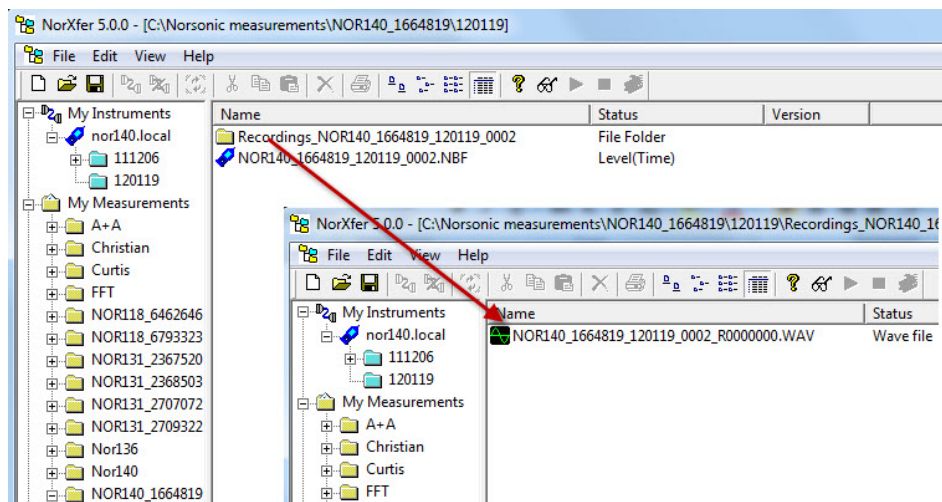 NorXfer 5.0.0 - [C:\Norsonic measurements\NOR140_1664819\120119]
File Edit View Help
My Instruments
nor140.local
111206
120119
My Measurements
A+A
Christian
Curtis
FFT
NOR118_6462646
NOR118_6793323
NOR131_2367520
NOR131_2368503
NOR131_2707072
NOR131_2709322
Nor136
Nor140
NOR140_1664819
Name Status Version
Recordings_NOR140_1664819_120119_0002 File Folder
NOR140_1664819_120119_0002.NBF Level(Time)
NorXfer 5.0.0 - [C:\Norsonic measurements\NOR140_1664819\120119\Recordings_NOR140_16
File Edit View Help
My Instruments
nor140.local
111206
120119
My Measurements
A+A
Christian
Curtis
FFT
Name Status
NOR140_1664819_120119_0002_R0000000.WAV Wave file